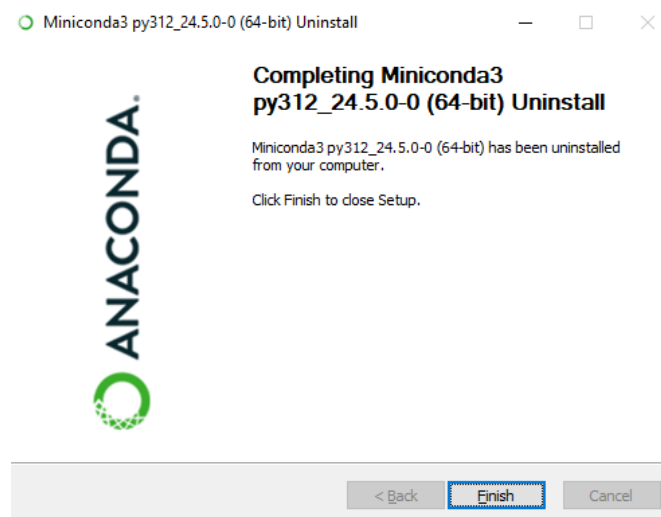 Miniconda3 py312_24.5.0-0 (64-bit) Uninstall
ANACONDA.
Completing Miniconda3
py312_24.5.0-0 (64-bit) Uninstall
Miniconda3 py312_24.5.0-0 (64-bit) has been uninstalled
from your computer.
Click Finish to close Setup.
< Back
Finish
Cancel